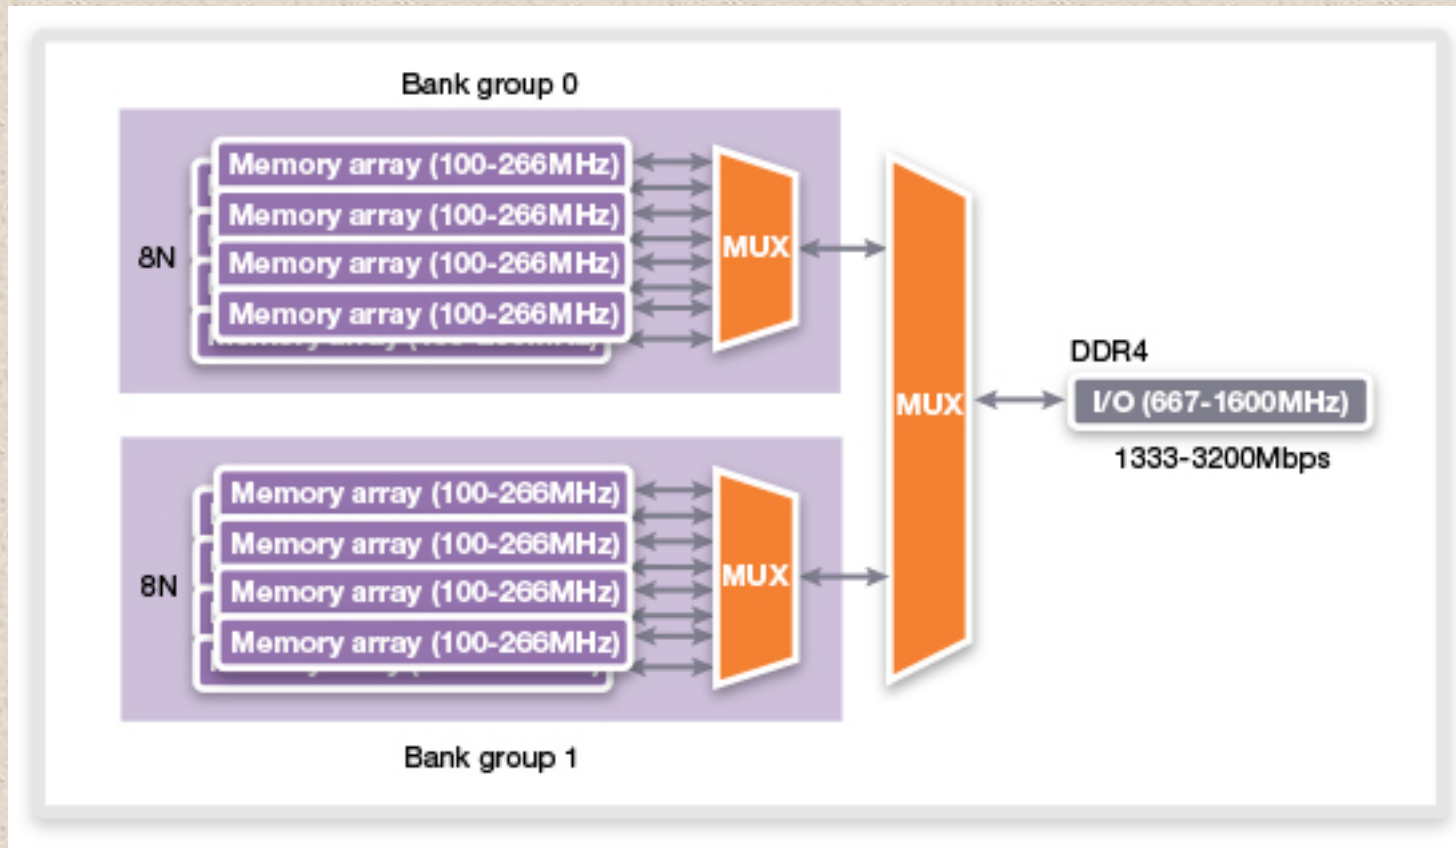 Bank group 0
Memory array (100-266MHz)
Memory array (100-266MHz)
8N
Memory array (100-266MHz)
Memory array (100-266MHz)
MUX
MUX
DDR4
I/O (667-1600MHz)
1333-3200Mbps
Memory array (100-266MHz)
Memory array (100-266MHz)
8N
Memory array (100-266MHz)
Memory array (100-266MHz)
MUX
Bank group 1